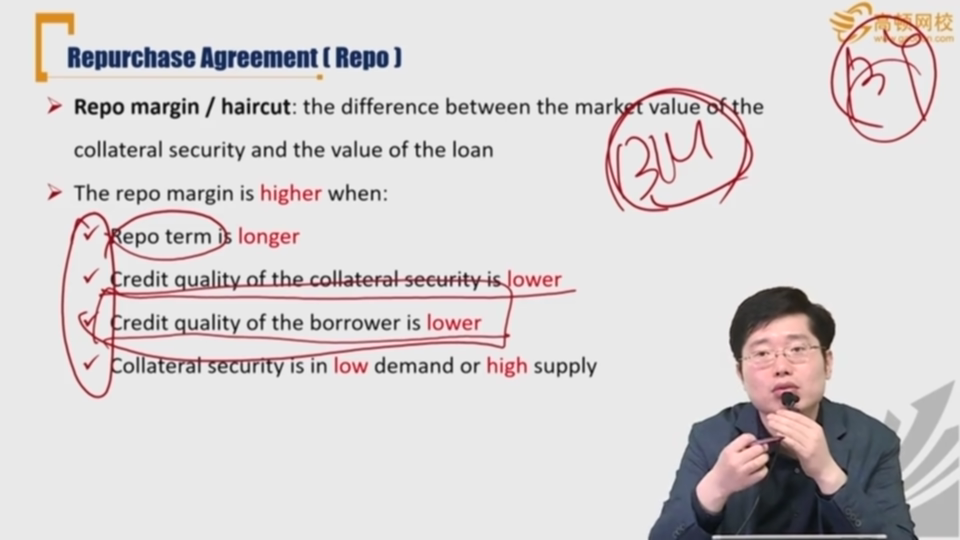 高顿网校
Repurchase Agreement ( Repo )
Repo margin / haircut: the difference between the market value of the
collateral security and the value of the loan
The repo margin is higher when:
Repo term is longer
Credit quality of the collateral security is lower
Credit quality of the borrower is lower
Collateral security is in low demand or high supply